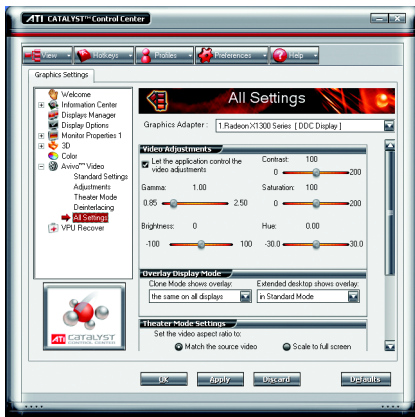 ATI CATALYST™ Control Center
View Hotkeys Profiles Preferences Help
Graphics Settings
Welcome
Information Center
Displays Manager
Display Options
Monitor Properties 1
3D
Color
Avivo™ Video
Standard Settings
Adjustments
Theater Mode
Deinterlacing
All Settings
VPU Recover
ATI CATALYST
CONTROL CENTER
All Settings
Graphics Adapter : 1.Radeon X1300 Series [ DDC Display ]
Video Adjustments
Let the application control the
video adjustments
Contrast: 100
0 200
Gamma: 1.00
0.85 2.50
Saturation: 100
0 200
Brightness: 0
-100 100
Hue: 0.00
-30.0 30.0
Overlay Display Mode
Clone Mode shows overlay: Extended desktop shows overlay:
the same on all displays in Standard Mode
Theater Mode Settings
Set the video aspect ratio to:
Match the source video Scale to full screen
OK Apply Discard Defaults